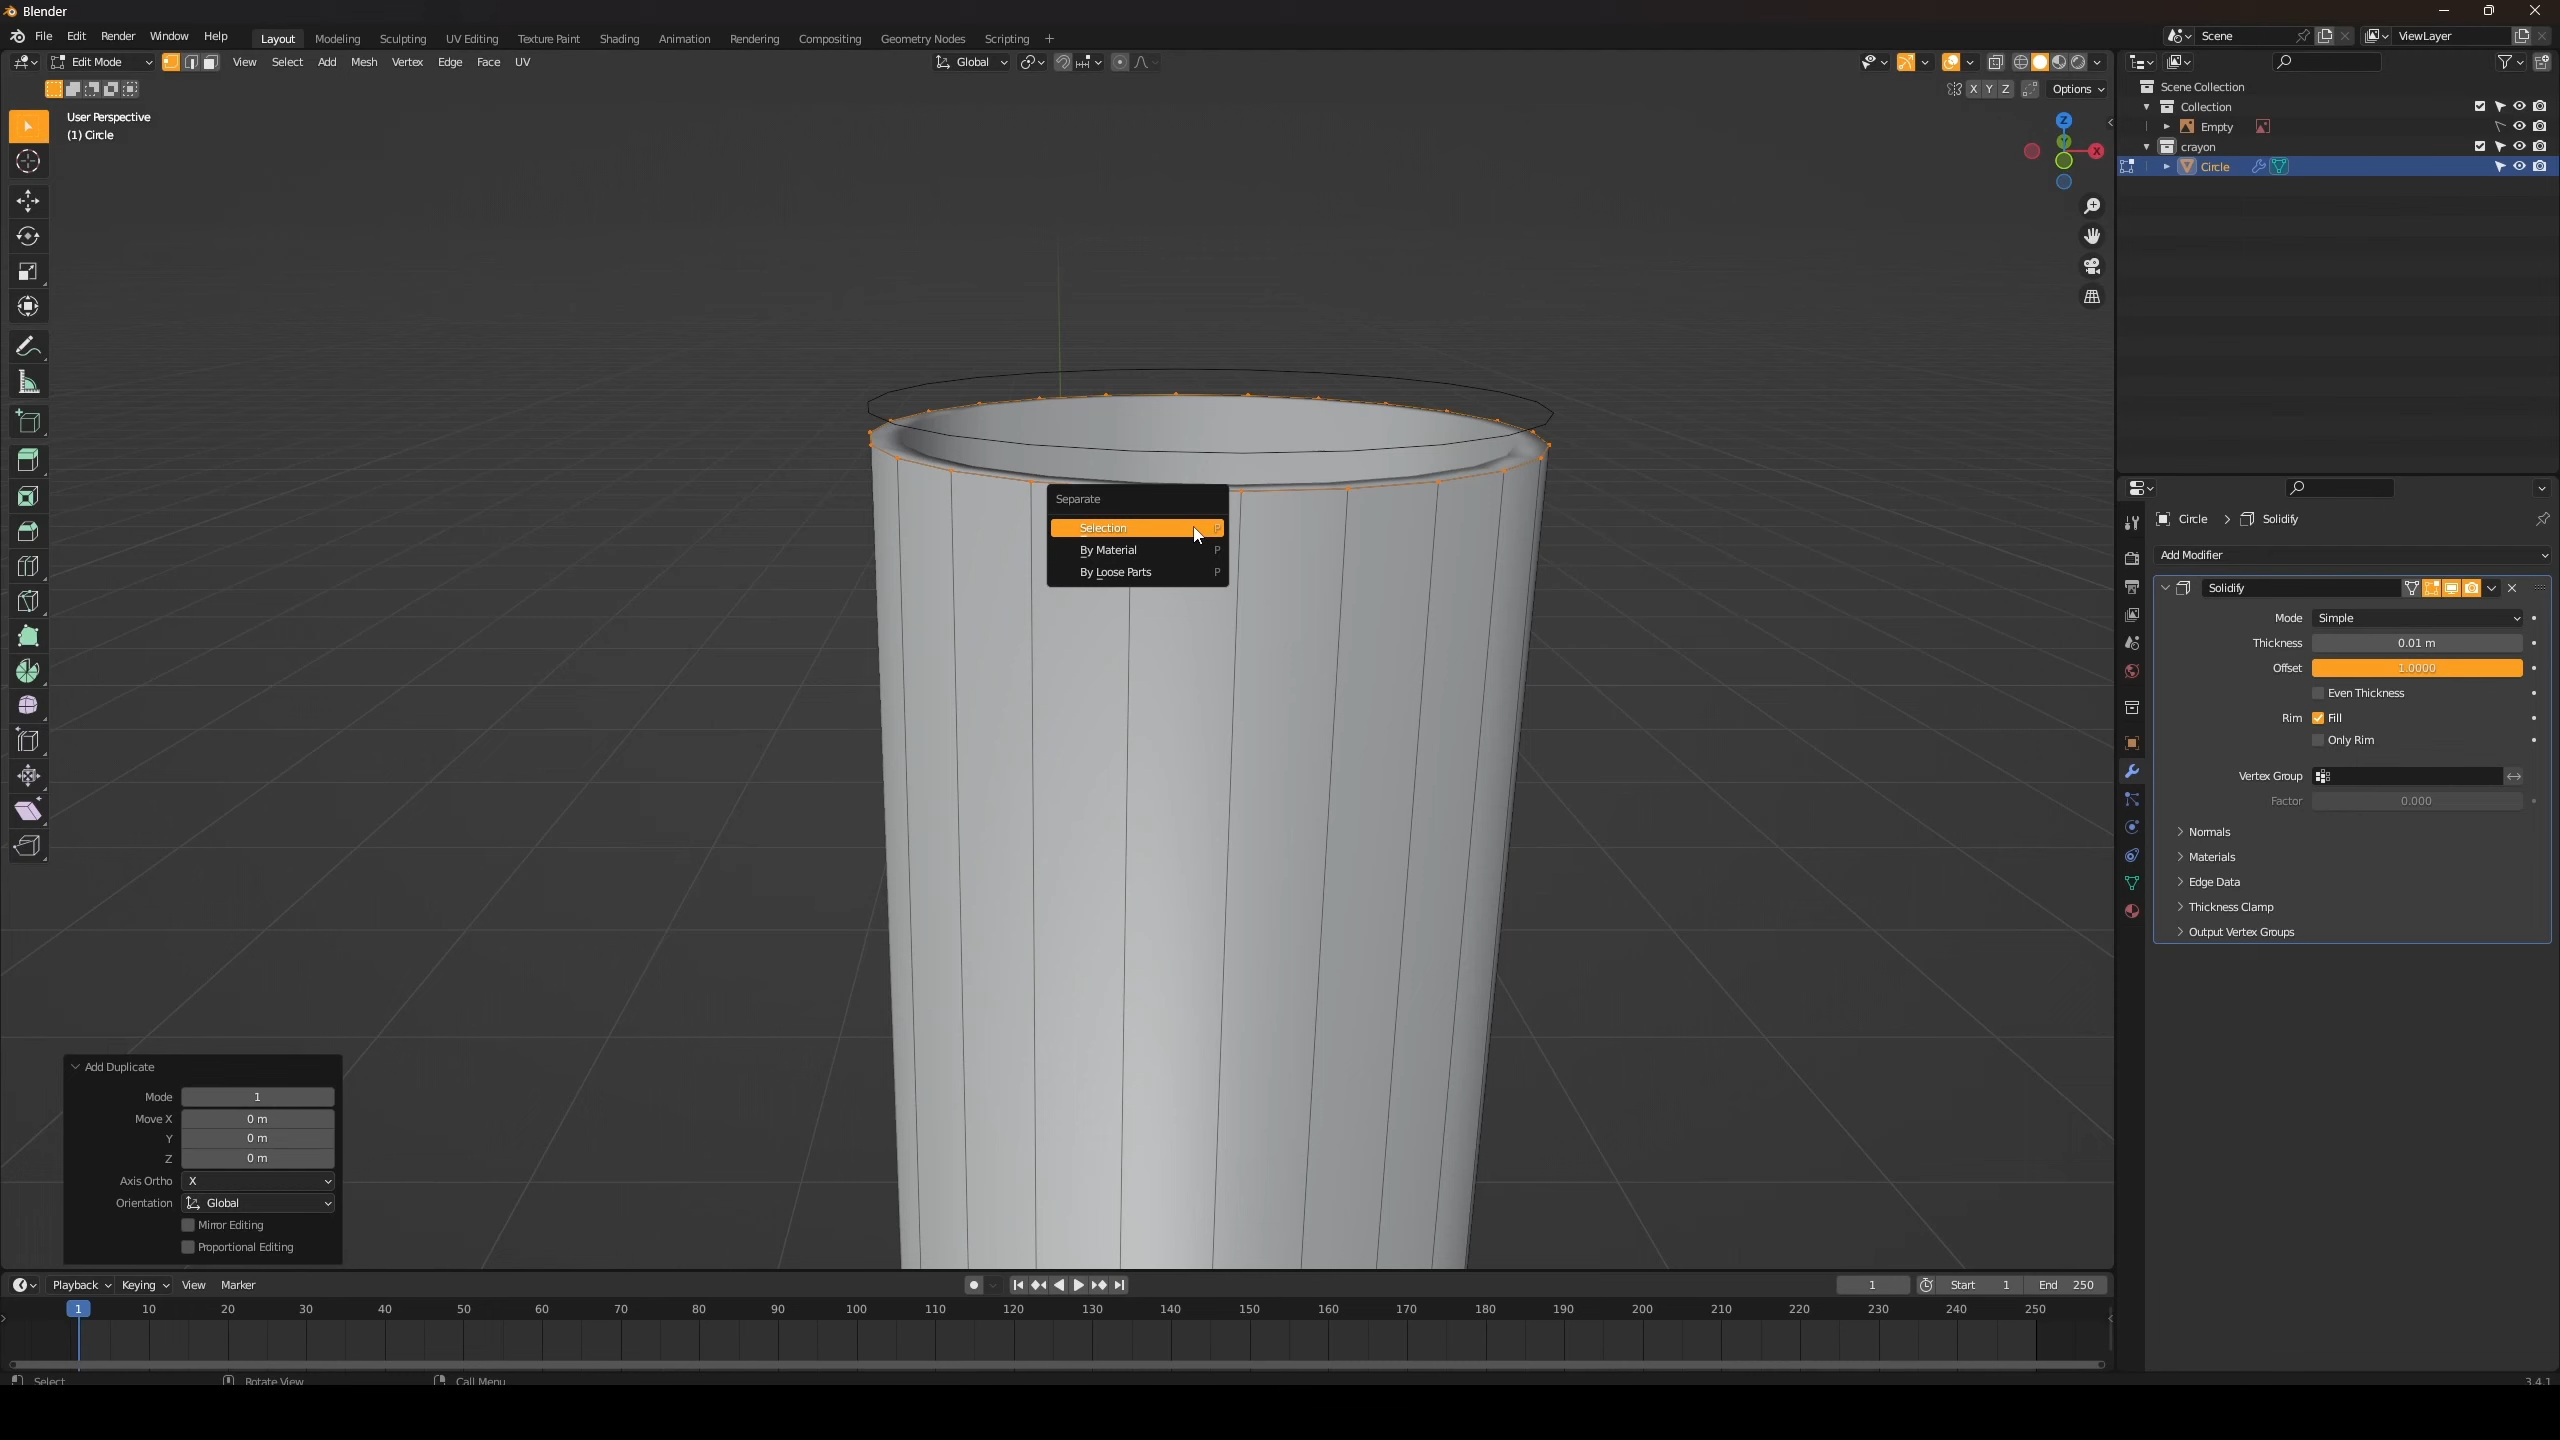 Blender
File Edit Render Window Help Layout Modeling Sculpting UV Editing Texture Paint Shading Animation Rendering Compositing Geometry Nodes Scripting + Scene ViewLayer
Edit Mode View Select Add Mesh Vertex Edge Face UV Global
X Y Z Options
User Perspective
(1) Circle
Z
Y
X
Scene Collection
Collection
Empty
crayon
Circle
Separate
Selection P
By Material P
By Loose Parts P
Circle > Solidify
Add Modifier
Solidify
Mode Simple
Thickness 0.01 m
Offset 1.0000
Even Thickness
Rim Fill
Only Rim
Vertex Group
Factor 0.000
Normals
Materials
Edge Data
Thickness Clamp
Output Vertex Groups
Add Duplicate
Mode 1
Move X 0 m
Y 0 m
Z 0 m
Axis Ortho X
Orientation Global
Mirror Editing
Proportional Editing
Playback Keying View Marker 1 Start 1 End 250
1 10 20 30 40 50 60 70 80 90 100 110 120 130 140 150 160 170 180 190 200 210 220 230 240 250
Select Rotate View Call Menu 3.4.1